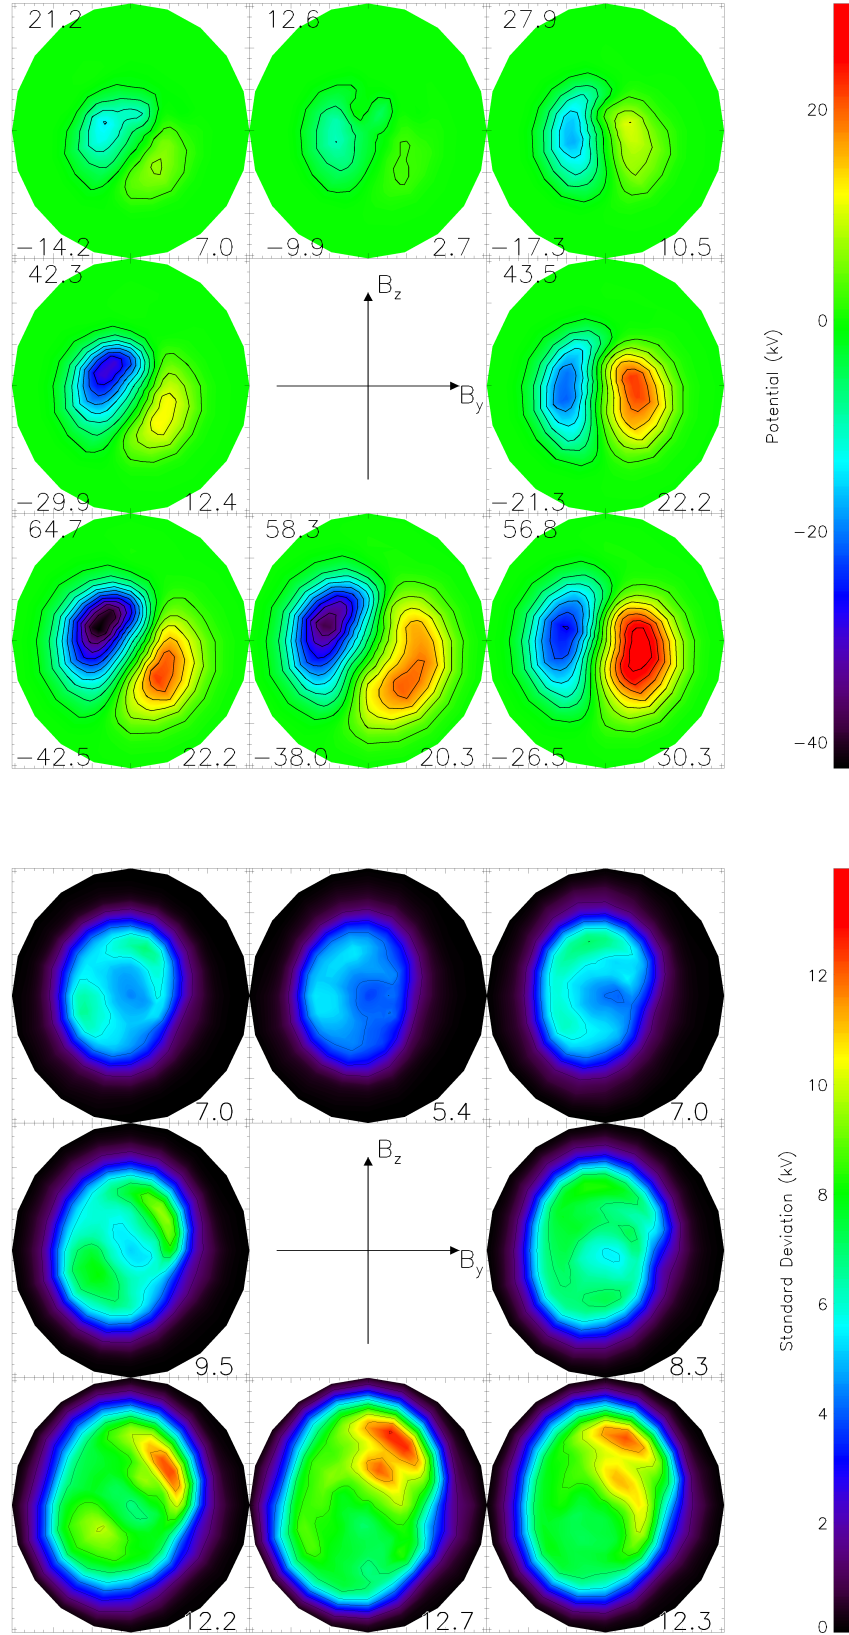 21.2 12.6 27.9
20
−14.2 7.0 −9.9 2.7 −17.3 10.5
42.3 43.5
B_z
0
B_y
Potential (kV)
−29.9 12.4 −21.3 22.2
64.7 58.3 56.8
−20
−42.5 22.2 −38.0 20.3 −26.5 30.3
−40
12
7.0 5.4 7.0
10
B_z
8
B_y
Standard Deviation (kV)
6
9.5 8.3
4
2
12.2 12.7 12.3
0